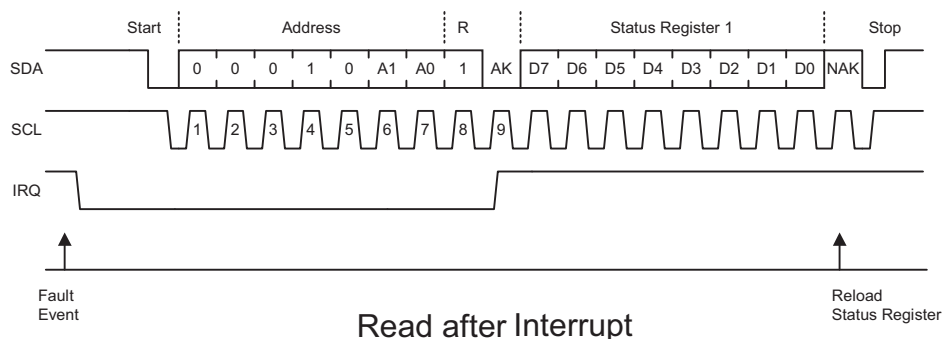 Start Address R Status Register 1 Stop
SDA 0 0 0 1 0 A1 A0 1 AK D7 D6 D5 D4 D3 D2 D1 D0 NAK
SCL 1 2 3 4 5 6 7 8 9
IRQ
Fault
Event
Reload
Status Register
Read after Interrupt